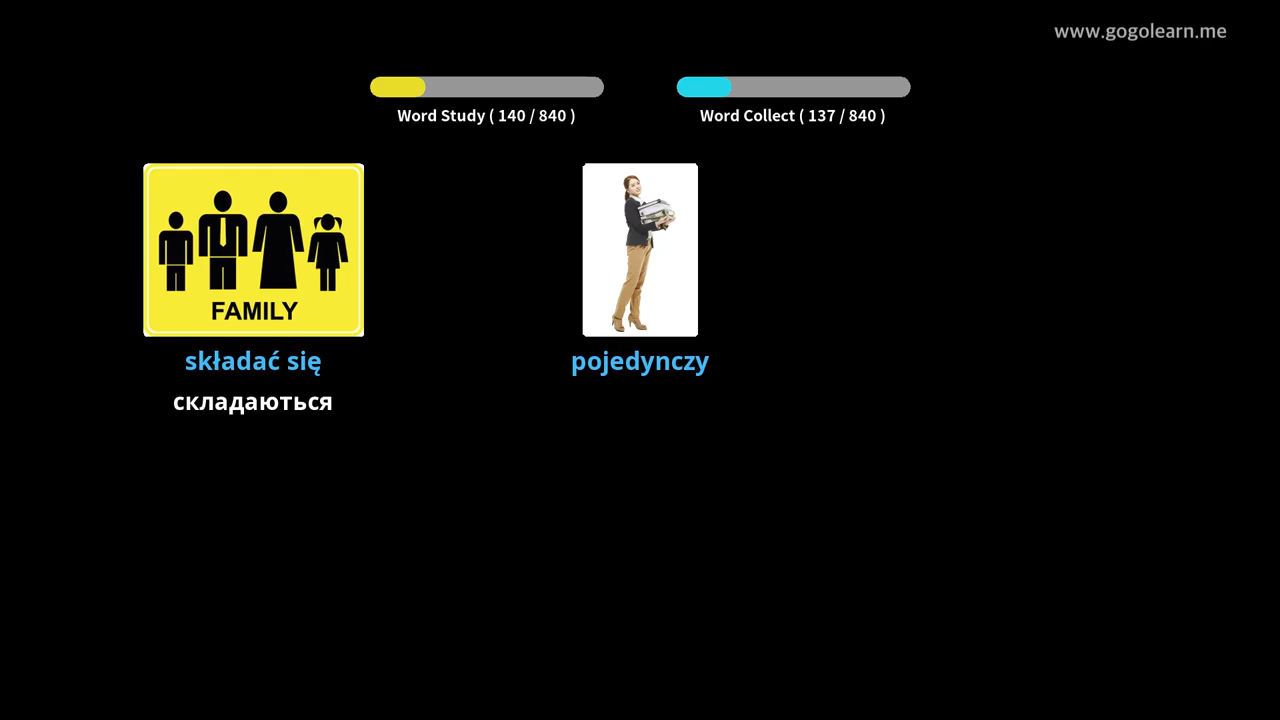 www.gogolearn.me
Word Study ( 140 / 840 )
Word Collect ( 137 / 840 )
FAMILY
składać się
pojedynczy
складаються